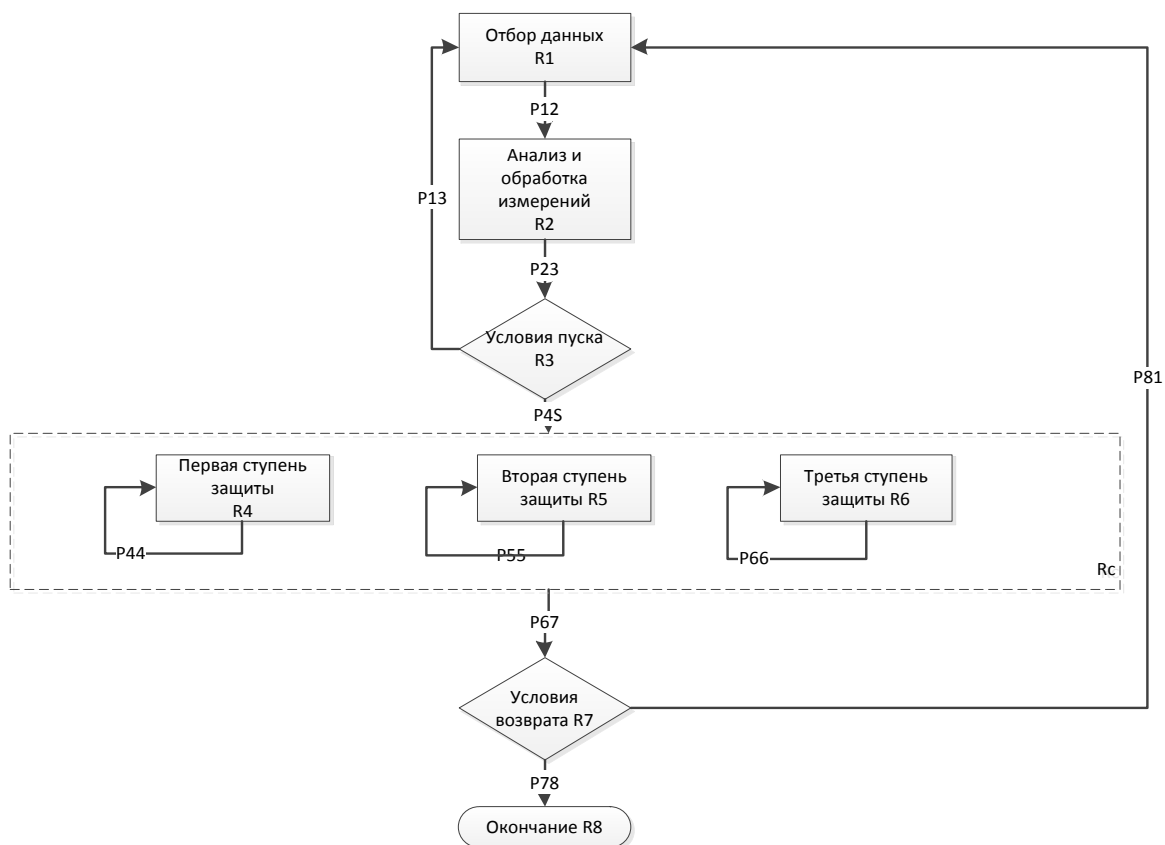 Отбор данных
R1
P12
Анализ и
обработка
измерений
R2
P13
P23
Условия пуска
R3
P81
P4S
Первая ступень
защиты
R4
Вторая ступень
защиты R5
Третья ступень
защиты R6
P44
P55
P66
Rc
P67
Условия
возврата R7
P78
Окончание R8